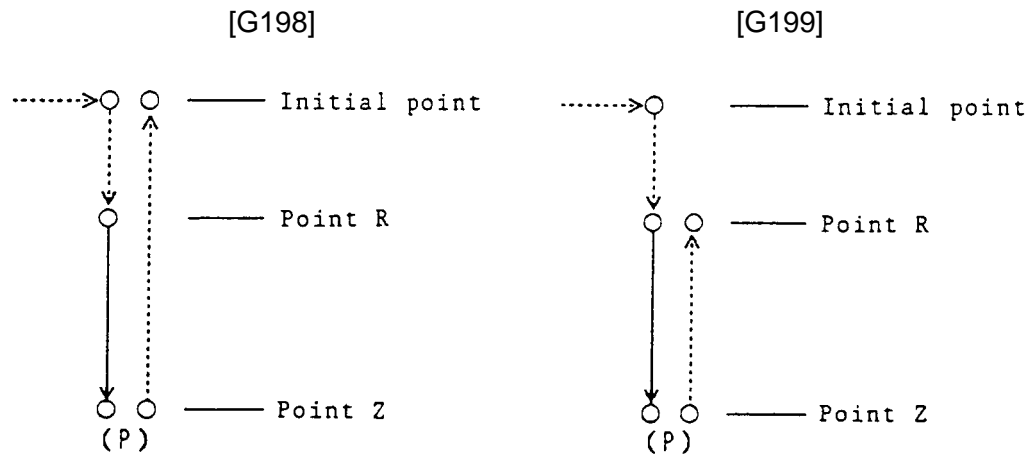 [G198]
Initial point
Point R
Point Z
(P)
[G199]
Initial point
Point R
Point Z
(P)